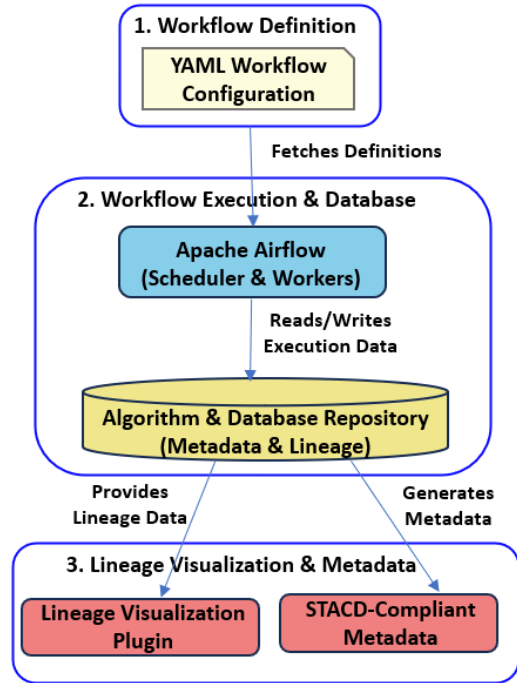 1. Workflow Definition
YAML Workflow
Configuration
Fetches Definitions
2. Workflow Execution & Database
Apache Airflow
(Scheduler & Workers)
Reads/Writes
Execution Data
Algorithm & Database Repository
(Metadata & Lineage)
Provides
Lineage Data
Generates
Metadata
3. Lineage Visualization & Metadata
Lineage Visualization
Plugin
STACD-Compliant
Metadata